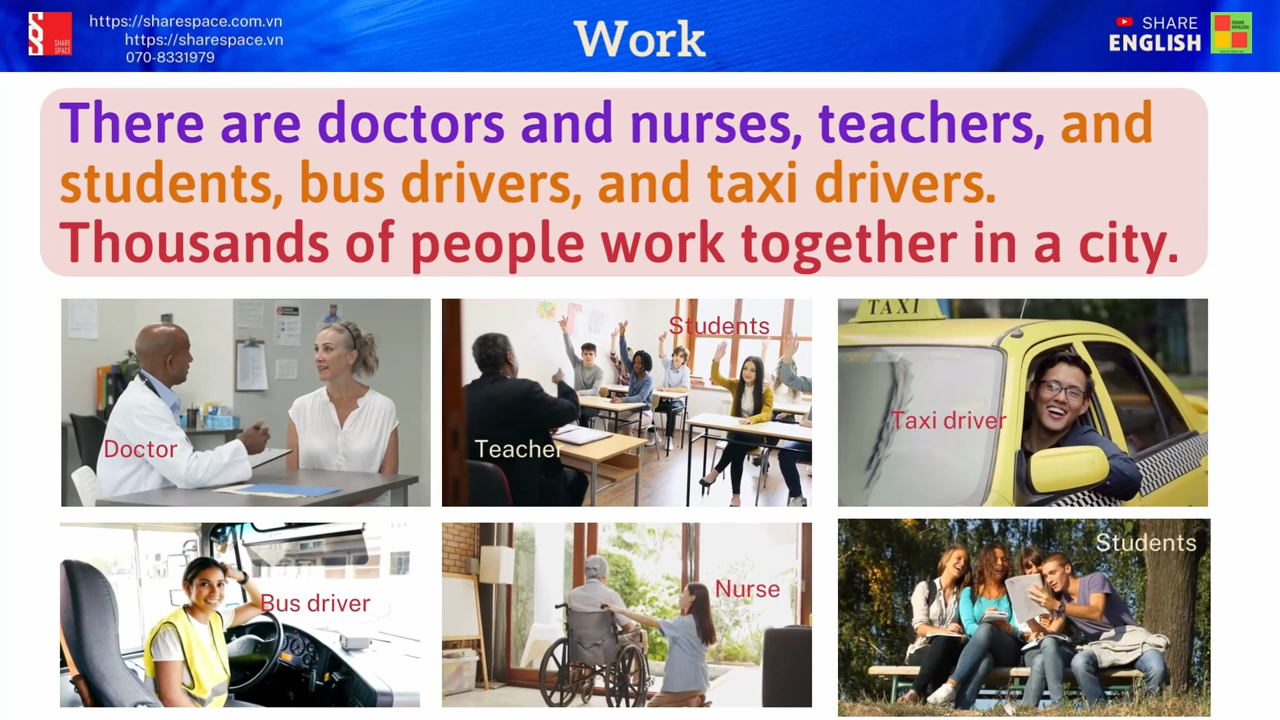 https://sharespace.com.vn
https://sharespace.vn
070-8331979
SHARE
SPACE
Work
SHARE
ENGLISH
There are doctors and nurses, teachers, and
students, bus drivers, and taxi drivers.
Thousands of people work together in a city.
Doctor
Students
Teacher
TAXI
Taxi driver
Bus driver
Nurse
Students